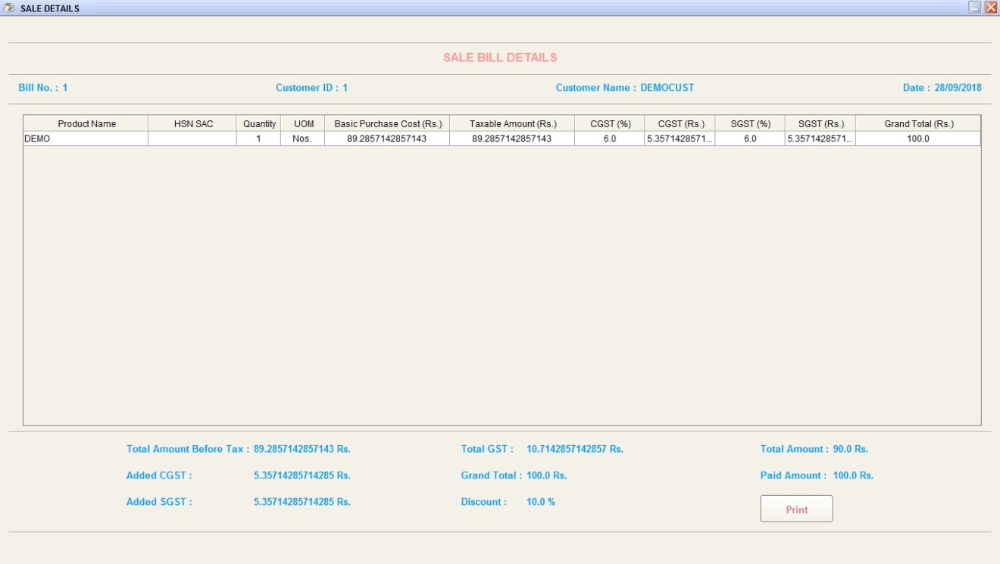 SALE DETAILS
SALE BILL DETAILS
Bill No. : 1 Customer ID : 1 Customer Name : DEMOCUST Date : 28/09/2018
Product Name HSN SAC Quantity UOM Basic Purchase Cost (Rs.) Taxable Amount (Rs.) CGST (%) CGST (Rs.) SGST (%) SGST (Rs.) Grand Total (Rs.)
DEMO 1 Nos. 89.2857142857143 89.2857142857143 6.0 5.3571428571... 6.0 5.3571428571... 100.0
Total Amount Before Tax : 89.2857142857143 Rs. Total GST : 10.7142857142857 Rs. Total Amount : 90.0 Rs.
Added CGST : 5.35714285714285 Rs. Grand Total : 100.0 Rs. Paid Amount : 100.0 Rs.
Added SGST : 5.35714285714285 Rs. Discount : 10.0 %
Print